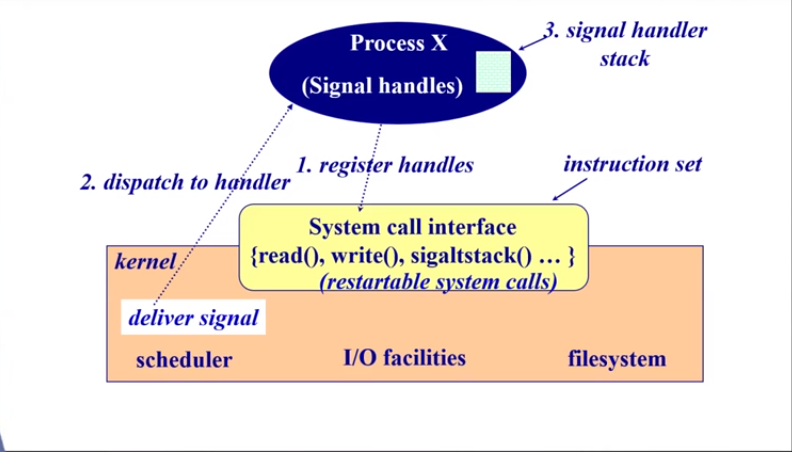 Process X
(Signal handles)
3. signal handler
stack
1. register handles
instruction set
2. dispatch to handler
System call interface
{read(), write(), sigaltstack() … }
(restartable system calls)
kernel
deliver signal
scheduler
I/O facilities
filesystem